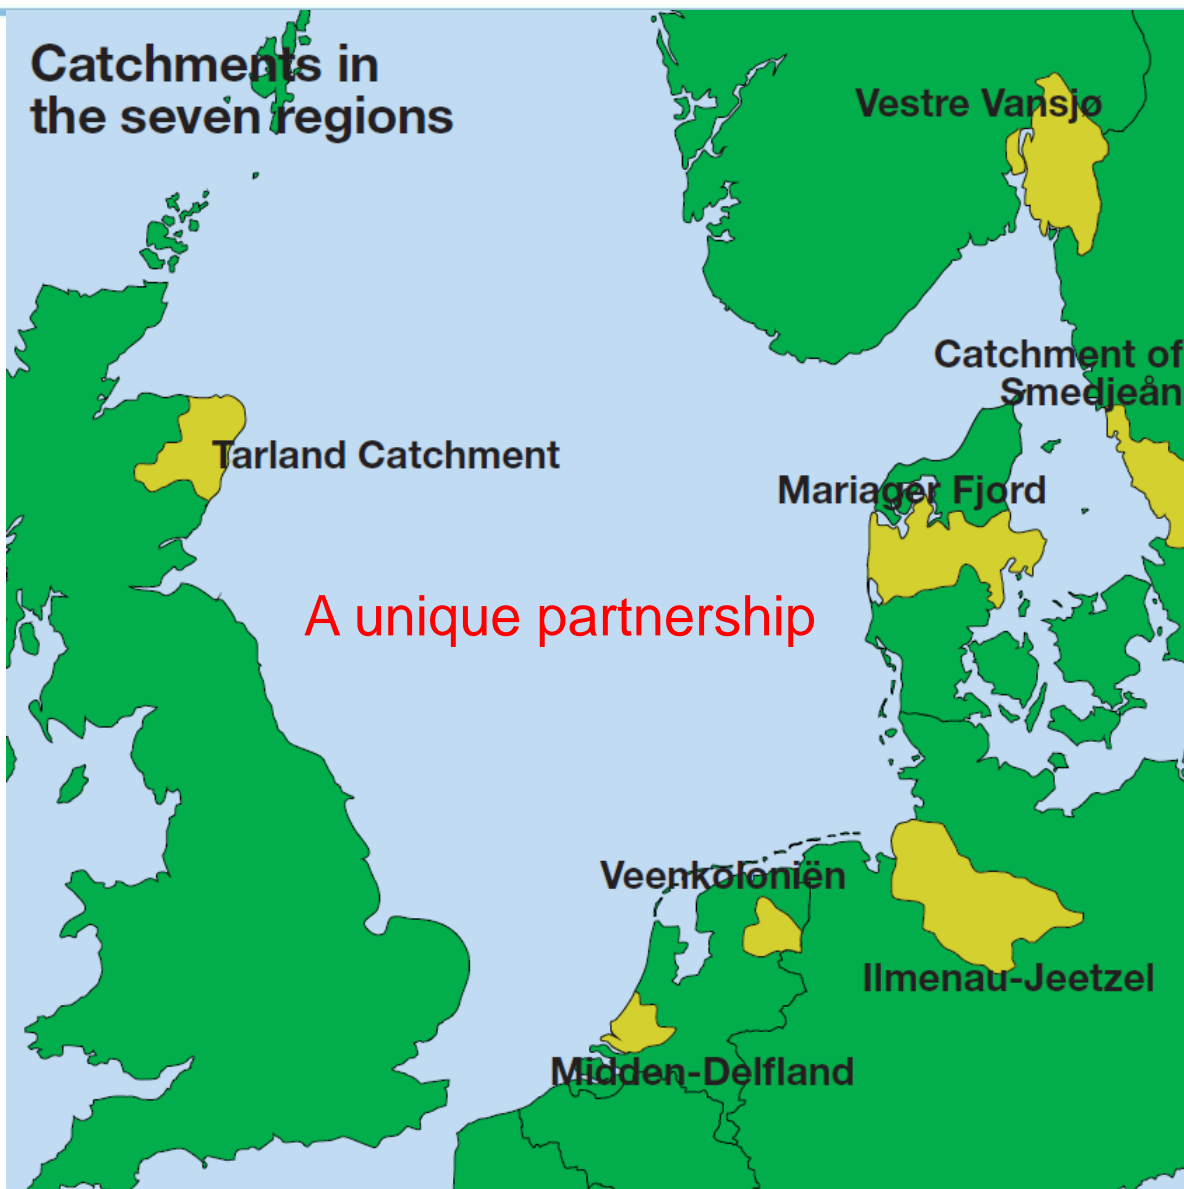 Catchments in
the seven regions
Vestre Vansjø
Catchment of
Smedjeån
Tarland Catchment
Mariager Fjord
A unique partnership
Veenkoloniën
Ilmenau-Jeetzel
Midden-Delfland